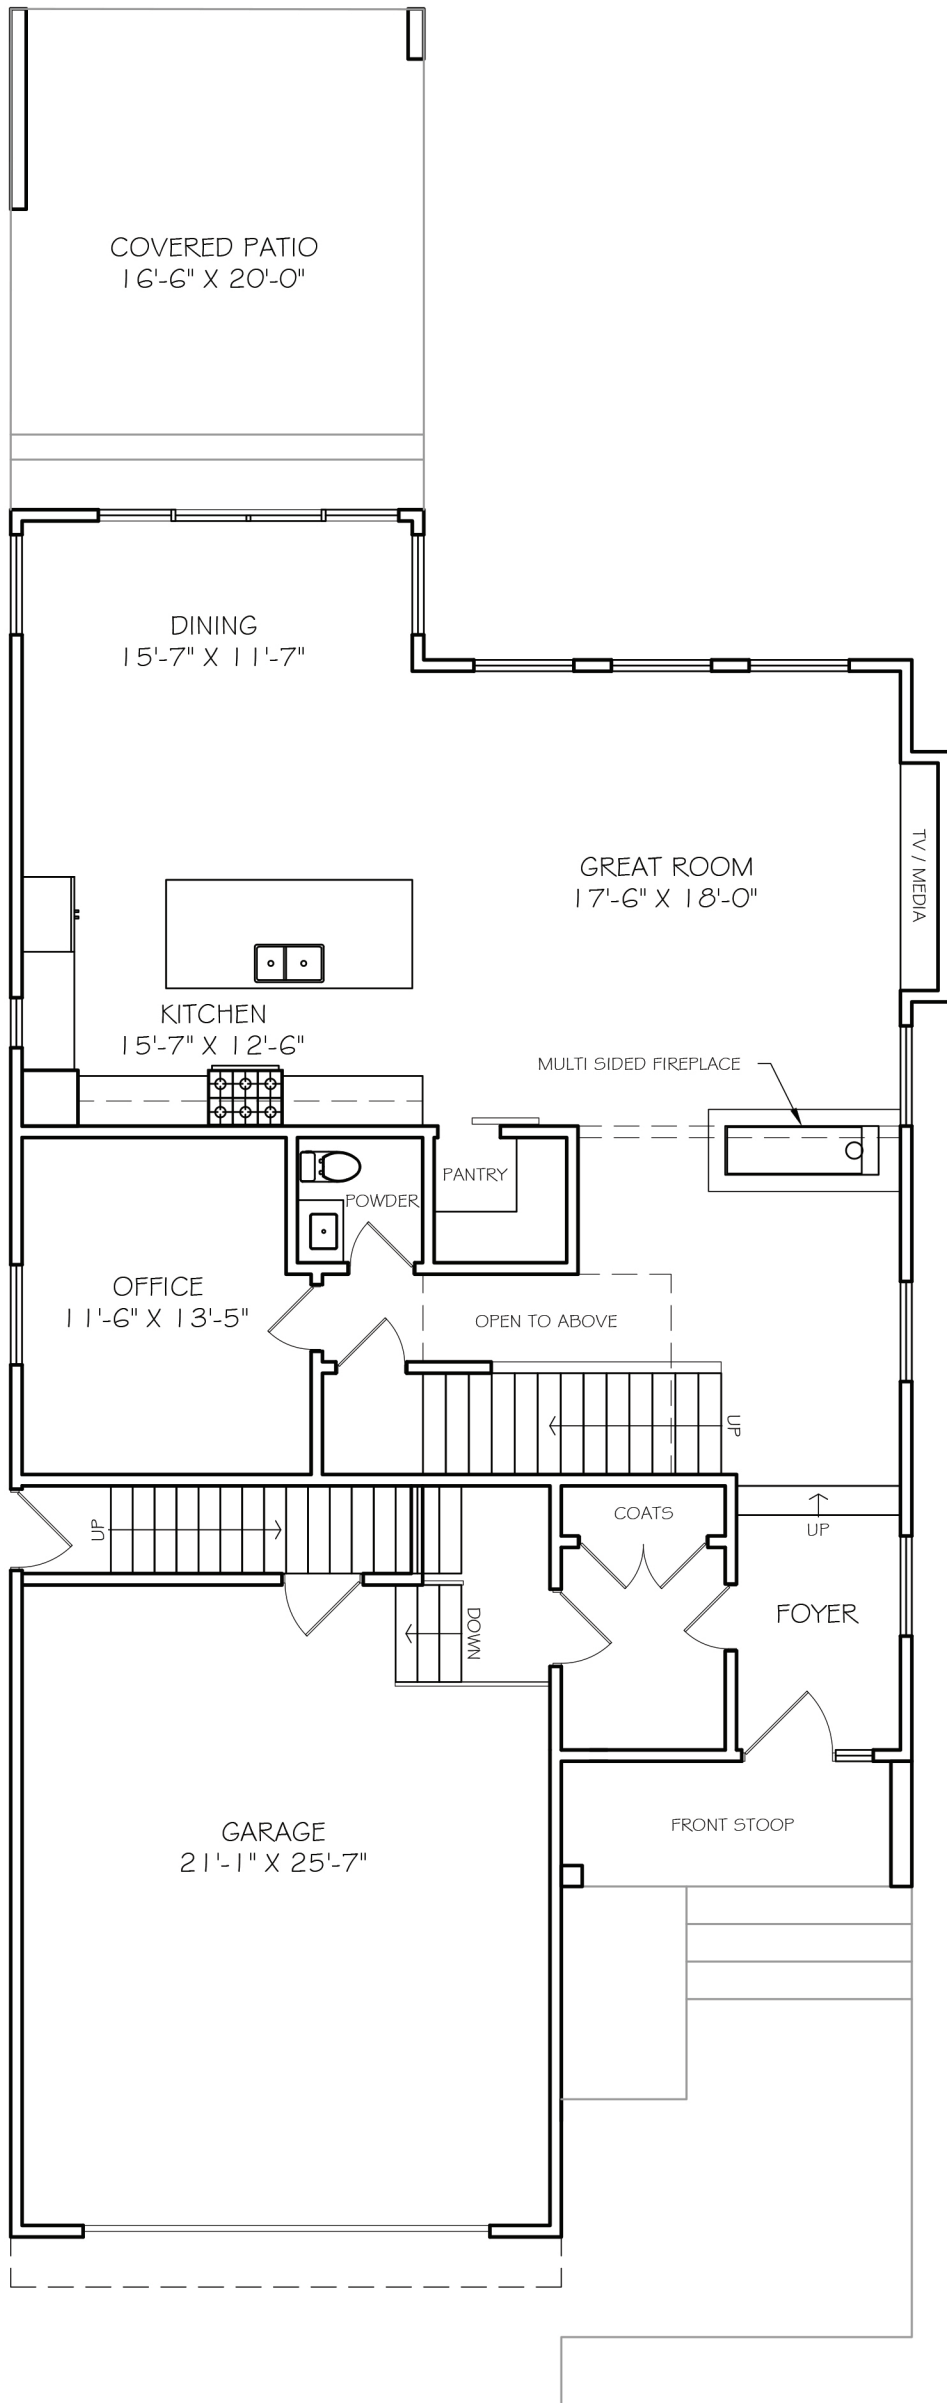 COVERED PATIO
16'-6" X 20'-0"
DINING
15'-7" X 11'-7"
GREAT ROOM
17'-6" X 18'-0"
TV / MEDIA
KITCHEN
15'-7" X 12'-6"
MULTI SIDED FIREPLACE
PANTRY
POWDER
OFFICE
11'-6" X 13'-5"
OPEN TO ABOVE
UP
UP
COATS
UP
FOYER
DOWN
GARAGE
21'-1" X 25'-7"
FRONT STOOP